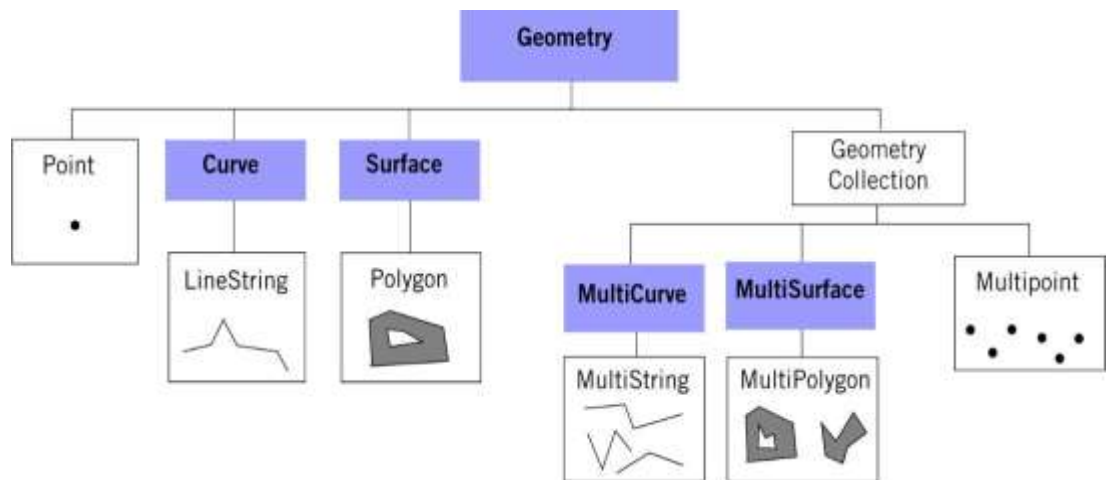 Geometry
Point
Curve
Surface
Geometry
Collection
LineString
Polygon
MultiCurve
MultiSurface
Multipoint
MultiString
MultiPolygon